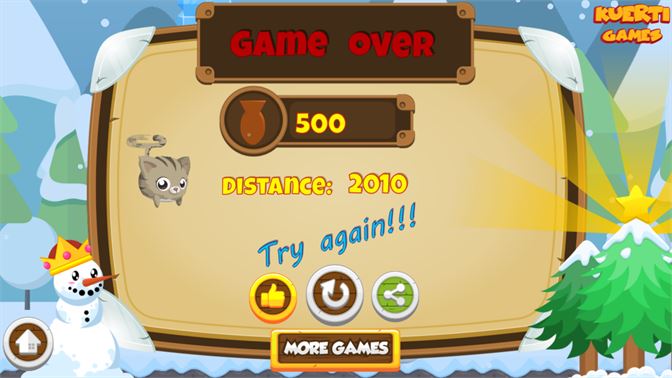 KUERTI
GAMES
GAME OVER
500
DISTANCE: 2010
Try again!!!
MORE GAMES